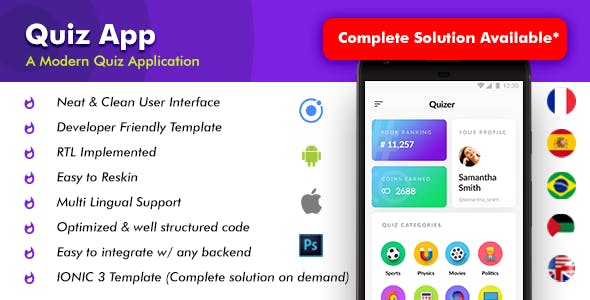 Quiz App
A Modern Quiz Application
Complete Solution Available*
Neat & Clean User Interface
Developer Friendly Template
RTL Implemented
Easy to Reskin
Multi Lingual Support
Optimized & well structured code
Easy to integrate w/ any backend
IONIC 3 Template (Complete solution on demand)
Ps
12:30
Quizer
YOUR RANKING
# 11,257
COINS EARNED
2688
YOUR PROFILE
Samantha
Smith
@samantha_smith
QUIZ CATEGORIES
Sports
Physics
Movies
Politics